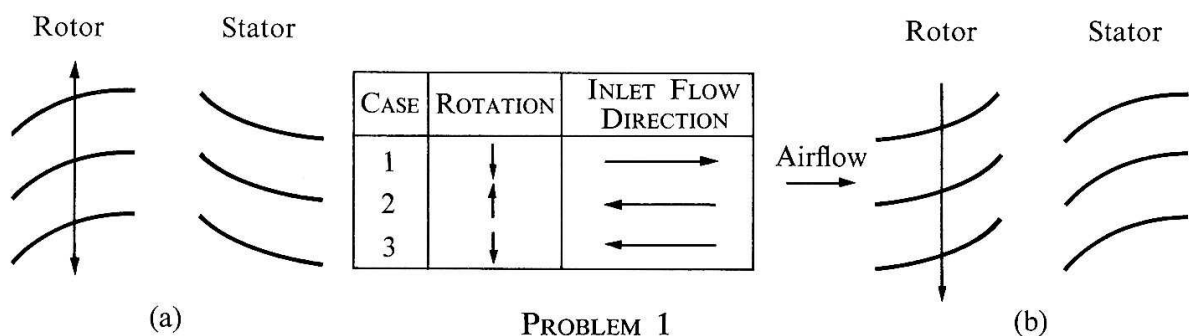 Rotor Stator
CASE ROTATION INLET FLOW DIRECTION
1
2
3
(a)
Airflow
Rotor Stator
(b)
PROBLEM 1